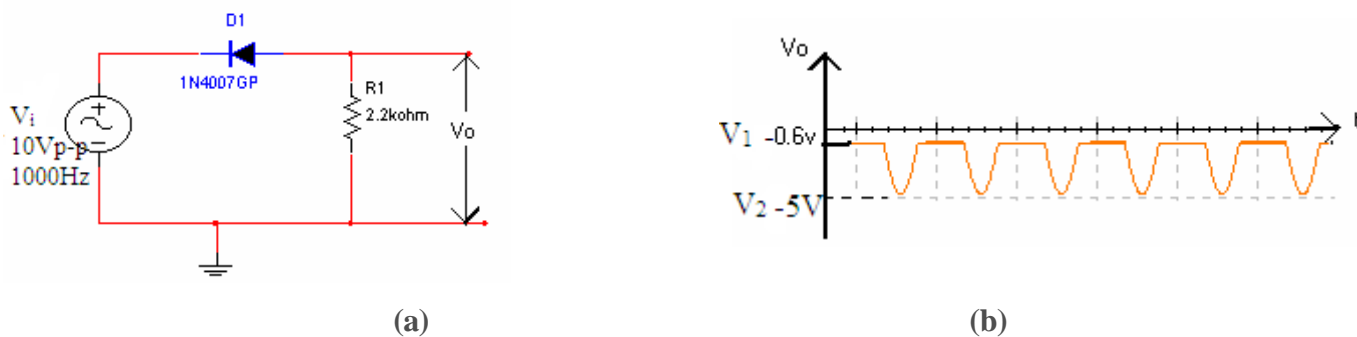 D1
1N4007GP
Vi
10Vp-p
1000Hz
R1
2.2kohm
Vo
(a)
Vo
V1 -0.6v
t
V2 -5V
(b)